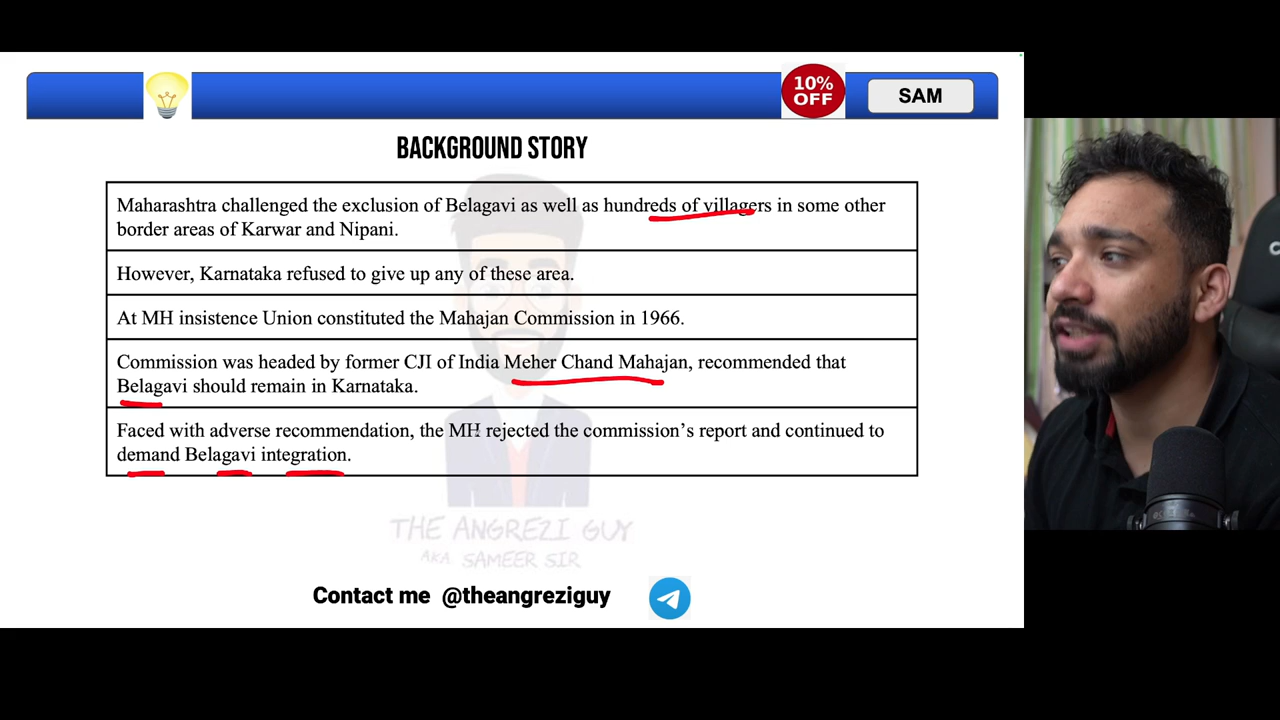 10%
OFF
SAM
BACKGROUND STORY
Maharashtra challenged the exclusion of Belagavi as well as hundreds of villagers in some other
border areas of Karwar and Nipani.
However, Karnataka refused to give up any of these area.
At MH insistence Union constituted the Mahajan Commission in 1966.
Commission was headed by former CJI of India Meher Chand Mahajan, recommended that
Belagavi should remain in Karnataka.
Faced with adverse recommendation, the MH rejected the commission's report and continued to
demand Belagavi integration.
THE ANGREZI GUY
AKA. SAMEER SIR
Contact me @theangreziguy